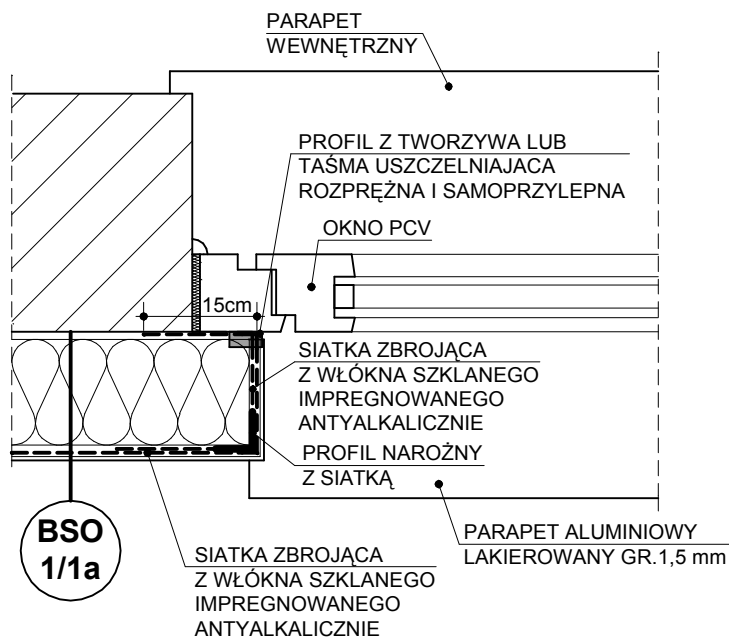 PARAPET
WEWNĘTRZNY
PROFIL Z TWORZYWA LUB
TAŚMA USZCZELNIAJACA
ROZPRĘŻNA I SAMOPRZYLEPNA
OKNO PCV
15cm
SIATKA ZBROJĄCA
Z WŁÓKNA SZKLANEGO
IMPREGNOWANEGO
ANTYALKALICZNIE
PROFIL NAROŻNY
Z SIATKĄ
BSO
1/1a
PARAPET ALUMINIOWY
LAKIEROWANY GR.1,5 mm
SIATKA ZBROJĄCA
Z WŁÓKNA SZKLANEGO
IMPREGNOWANEGO
ANTYALKALICZNIE